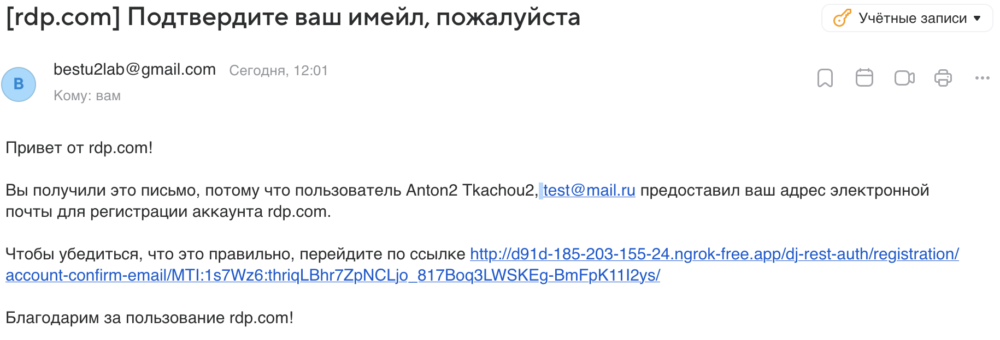 [rdp.com] Подтвердите ваш имейл, пожалуйста
Учётные записи
B
bestu2lab@gmail.com Сегодня, 12:01
Кому: вам
Привет от rdp.com!
Вы получили это письмо, потому что пользователь Anton2 Tkachou2, test@mail.ru предоставил ваш адрес электронной
почты для регистрации аккаунта rdp.com.
Чтобы убедиться, что это правильно, перейдите по ссылке http://d91d-185-203-155-24.ngrok-free.app/dj-rest-auth/registration/
account-confirm-email/MTI:1s7Wz6:thriqLBhr7ZpNCLjo_817Boq3LWSKEg-BmFpK11I2ys/
Благодарим за пользование rdp.com!